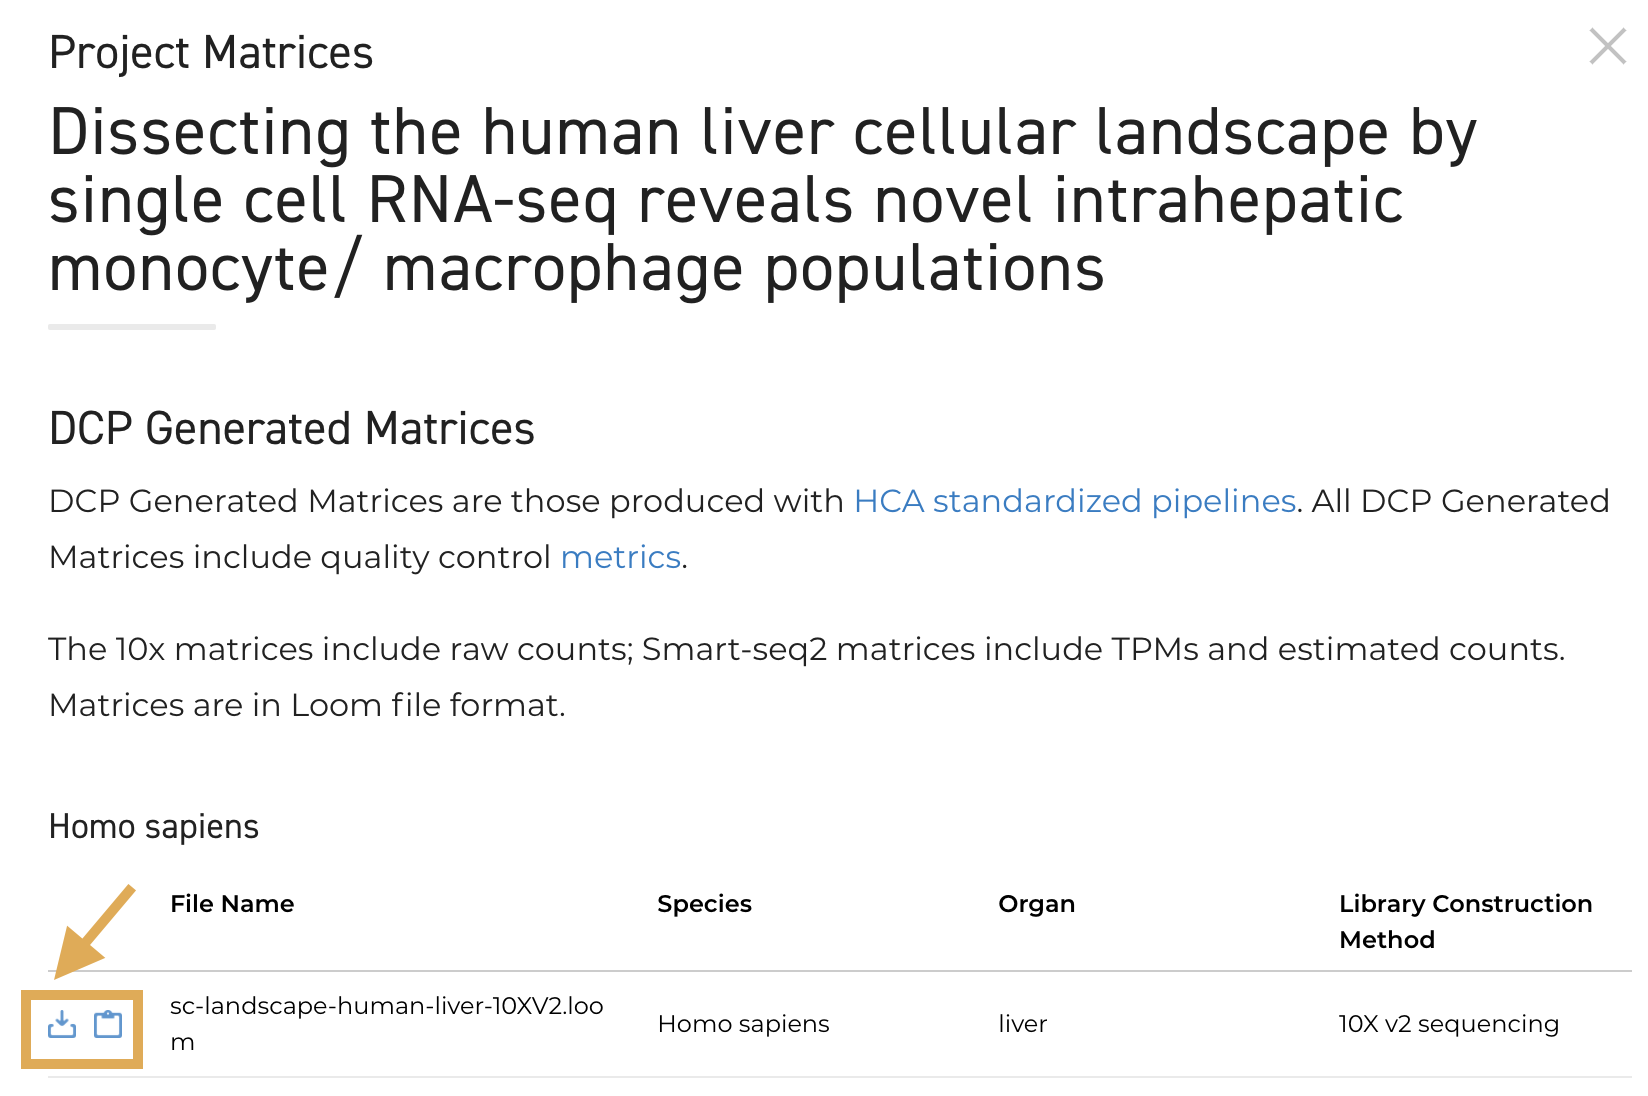 Project Matrices
Dissecting the human liver cellular landscape by
single cell RNA-seq reveals novel intrahepatic
monocyte/ macrophage populations
DCP Generated Matrices
DCP Generated Matrices are those produced with HCA standardized pipelines. All DCP Generated
Matrices include quality control metrics.
The 10x matrices include raw counts; Smart-seq2 matrices include TPMs and estimated counts.
Matrices are in Loom file format.
Homo sapiens
File Name Species Organ Library Construction
Method
sc-landscape-human-liver-10XV2.loo
m
Homo sapiens liver 10X v2 sequencing